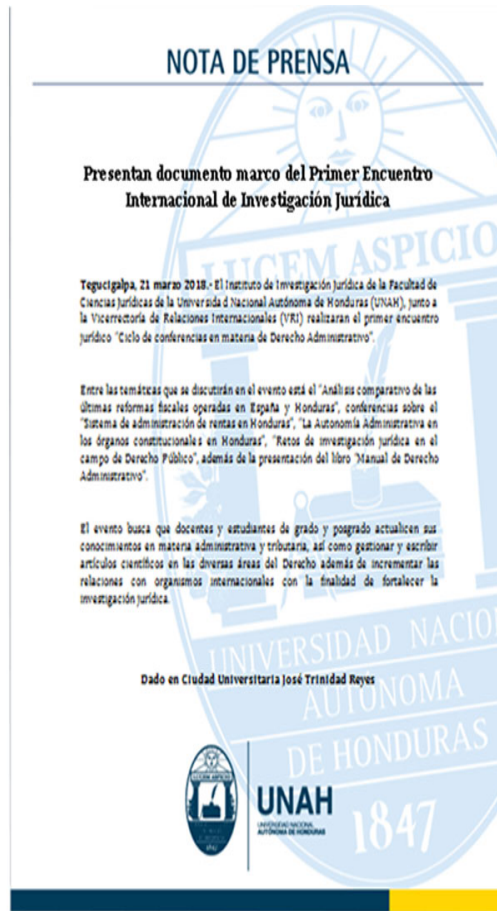 NOTA DE PRENSA
Presentan documento marco del Primer Encuentro
Internacional de Investigación Jurídica
Tegucigalpa, 21 marzo 2018.- El Instituto de Investigación Jurídica de la Facultad de
Ciencias Jurídicas de la Universidad Nacional Autónoma de Honduras (UNAH), junto a
la Vicerrectoría de Relaciones Internacionales (VRI) realizaran el primer encuentro
jurídico "Ciclo de conferencias en materia de Derecho Administrativo".
Entre las temáticas que se discutirán en el evento está el "Análisis comparativo de las
últimas reformas fiscales operadas en España y Honduras", conferencias sobre el
"Sistema de administración de rentas en Honduras", "La Autonomía Administrativa en
los órganos constitucionales en Honduras", "Retos de investigación jurídica en el
campo de Derecho Público", además de la presentación del libro "Manual de Derecho
Administrativo".
El evento busca que docentes y estudiantes de grado y posgrado actualicen sus
conocimientos en materia administrativa y tributaria, así como gestionar y escribir
artículos científicos en las diversas áreas del Derecho además de incrementar las
relaciones con organismos internacionales con la finalidad de fortalecer la
investigación jurídica.
Dado en Ciudad Universitaria José Trinidad Reyes
LUCEM ASPICIO
UNIVERSIDAD NACIO
AUTÓNOMA
DE HONDURAS
1847
LUCEM ASPICIO
1847
UNAH
UNIVERSIDAD NACIONAL
AUTÓNOMA DE HONDURAS